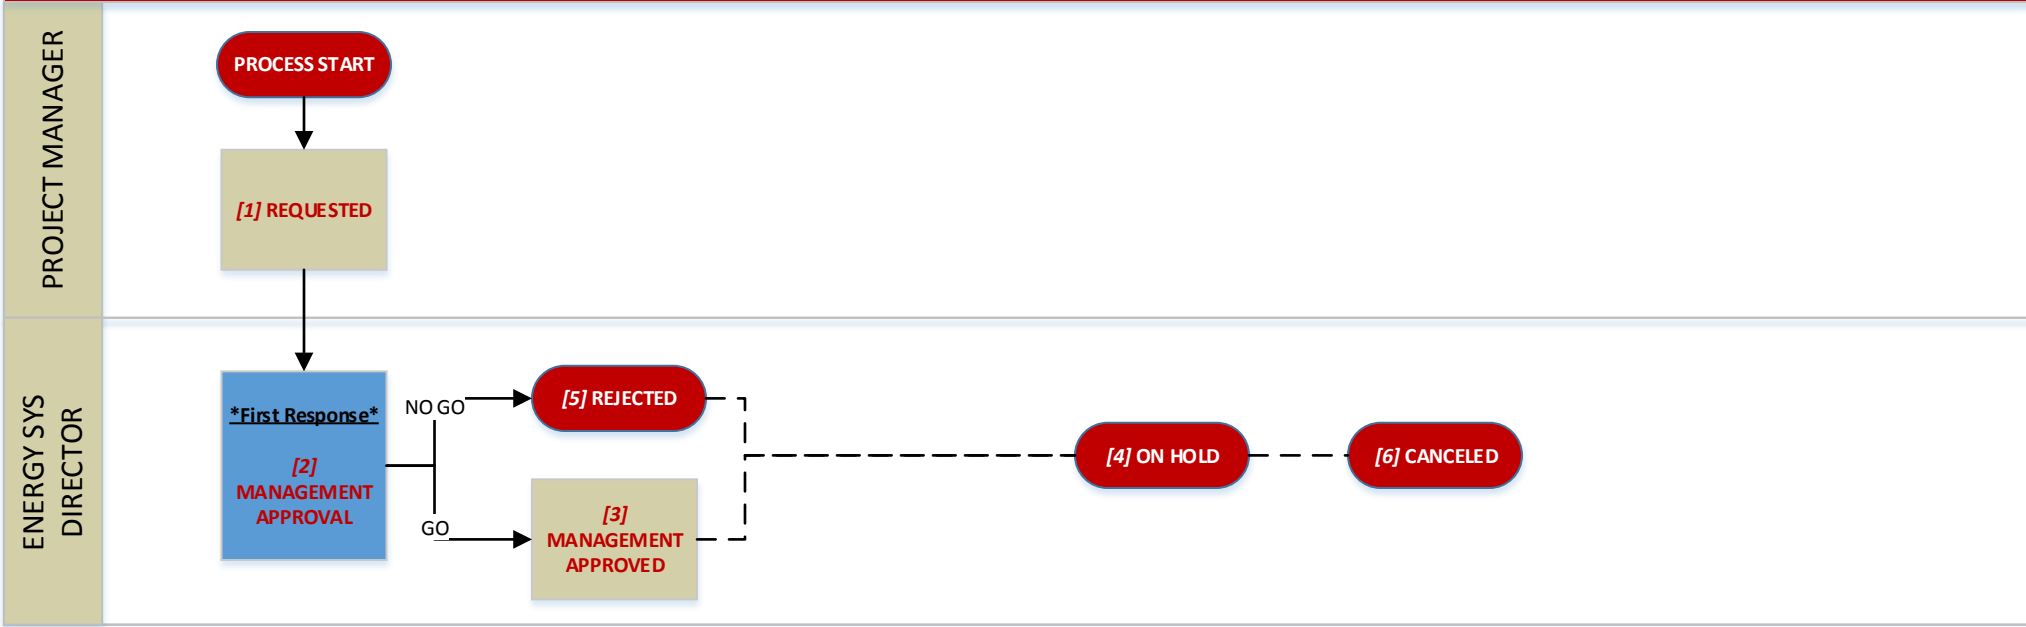 PROJECT MANAGER
PROCESS START
[1] REQUESTED
ENERGY SYS
DIRECTOR
*First Response*
[2]
MANAGEMENT
APPROVAL
NO GO
GO
[5] REJECTED
[3]
MANAGEMENT
APPROVED
[4] ON HOLD
[6] CANCELED